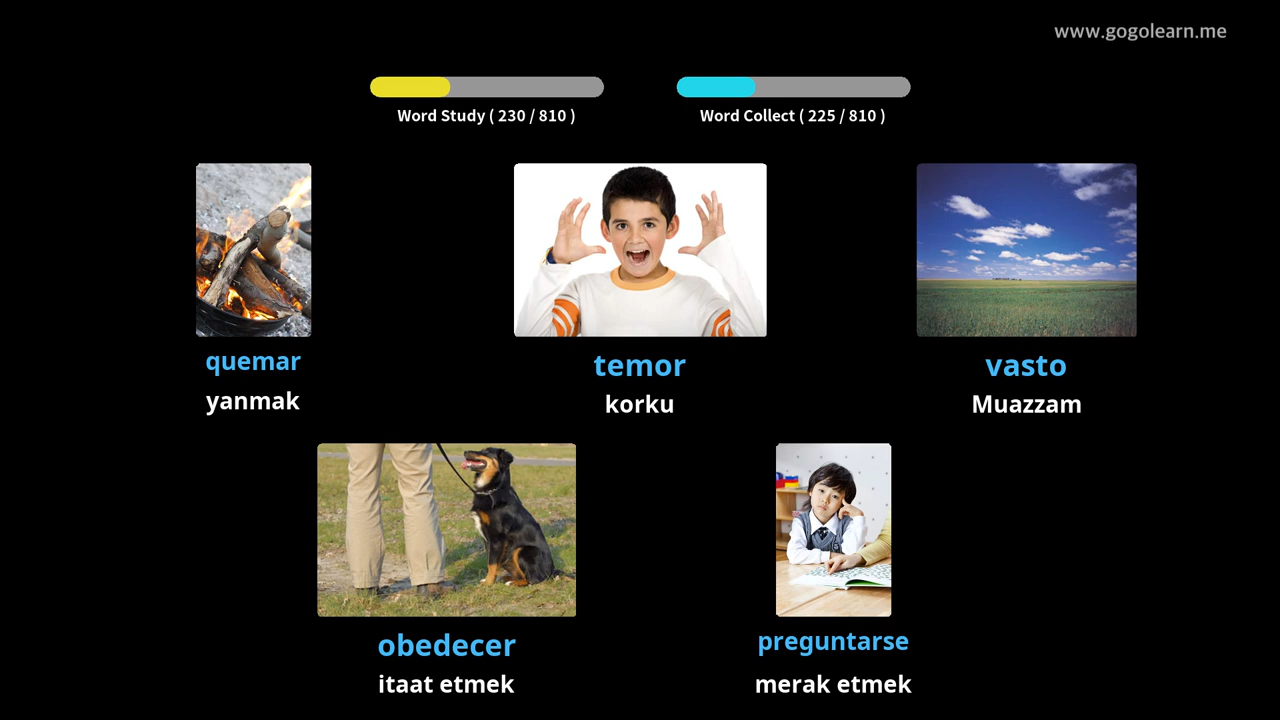 www.gogolearn.me
Word Study ( 230 / 810 )
Word Collect ( 225 / 810 )
quemar
yanmak
temor
korku
vasto
Muazzam
obedecer
itaat etmek
preguntarse
merak etmek